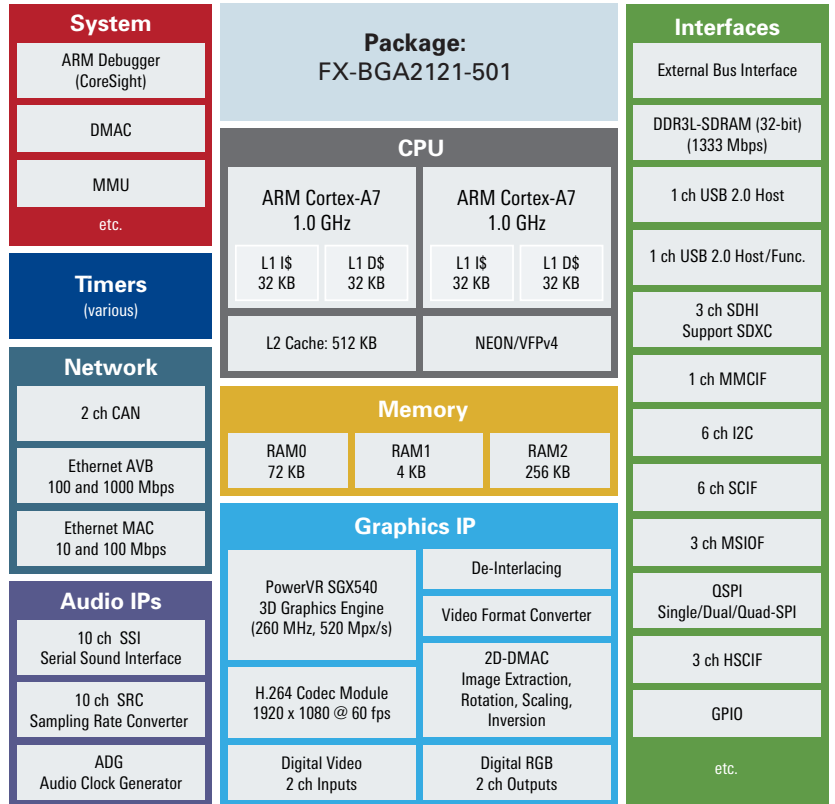 System
ARM Debugger
(CoreSight)
DMAC
MMU
etc.
Timers
(various)
Network
2 ch CAN
Ethernet AVB
100 and 1000 Mbps
Ethernet MAC
10 and 100 Mbps
Audio IPs
10 ch SSI
Serial Sound Interface
10 ch SRC
Sampling Rate Converter
ADG
Audio Clock Generator
Package:
FX-BGA2121-501
CPU
ARM Cortex-A7
1.0 GHz
L1 I$
32 KB
L1 D$
32 KB
ARM Cortex-A7
1.0 GHz
L1 I$
32 KB
L1 D$
32 KB
L2 Cache: 512 KB
NEON/VFPv4
Memory
RAM0
72 KB
RAM1
4 KB
RAM2
256 KB
Graphics IP
PowerVR SGX540
3D Graphics Engine
(260 MHz, 520 Mpx/s)
H.264 Codec Module
1920 x 1080 @ 60 fps
Digital Video
2 ch Inputs
De-Interlacing
Video Format Converter
2D-DMAC
Image Extraction,
Rotation, Scaling,
Inversion
Digital RGB
2 ch Outputs
Interfaces
External Bus Interface
DDR3L-SDRAM (32-bit)
(1333 Mbps)
1 ch USB 2.0 Host
1 ch USB 2.0 Host/Func.
3 ch SDHI
Support SDXC
1 ch MMCIF
6 ch I2C
6 ch SCIF
3 ch MSIOF
QSPI
Single/Dual/Quad-SPI
3 ch HSCIF
GPIO
etc.